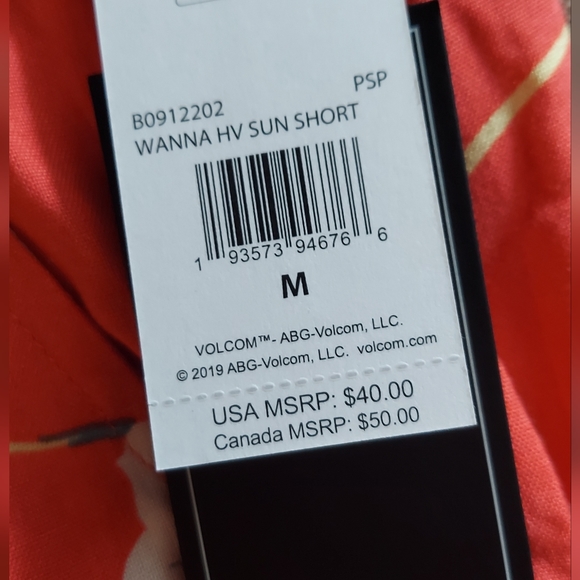 PSP
B0912202
WANNA HV SUN SHORT
1 93573 94676 6
M
VOLCOM™- ABG-Volcom, LLC.
© 2019 ABG-Volcom, LLC. volcom.com
USA MSRP: $40.00
Canada MSRP: $50.00